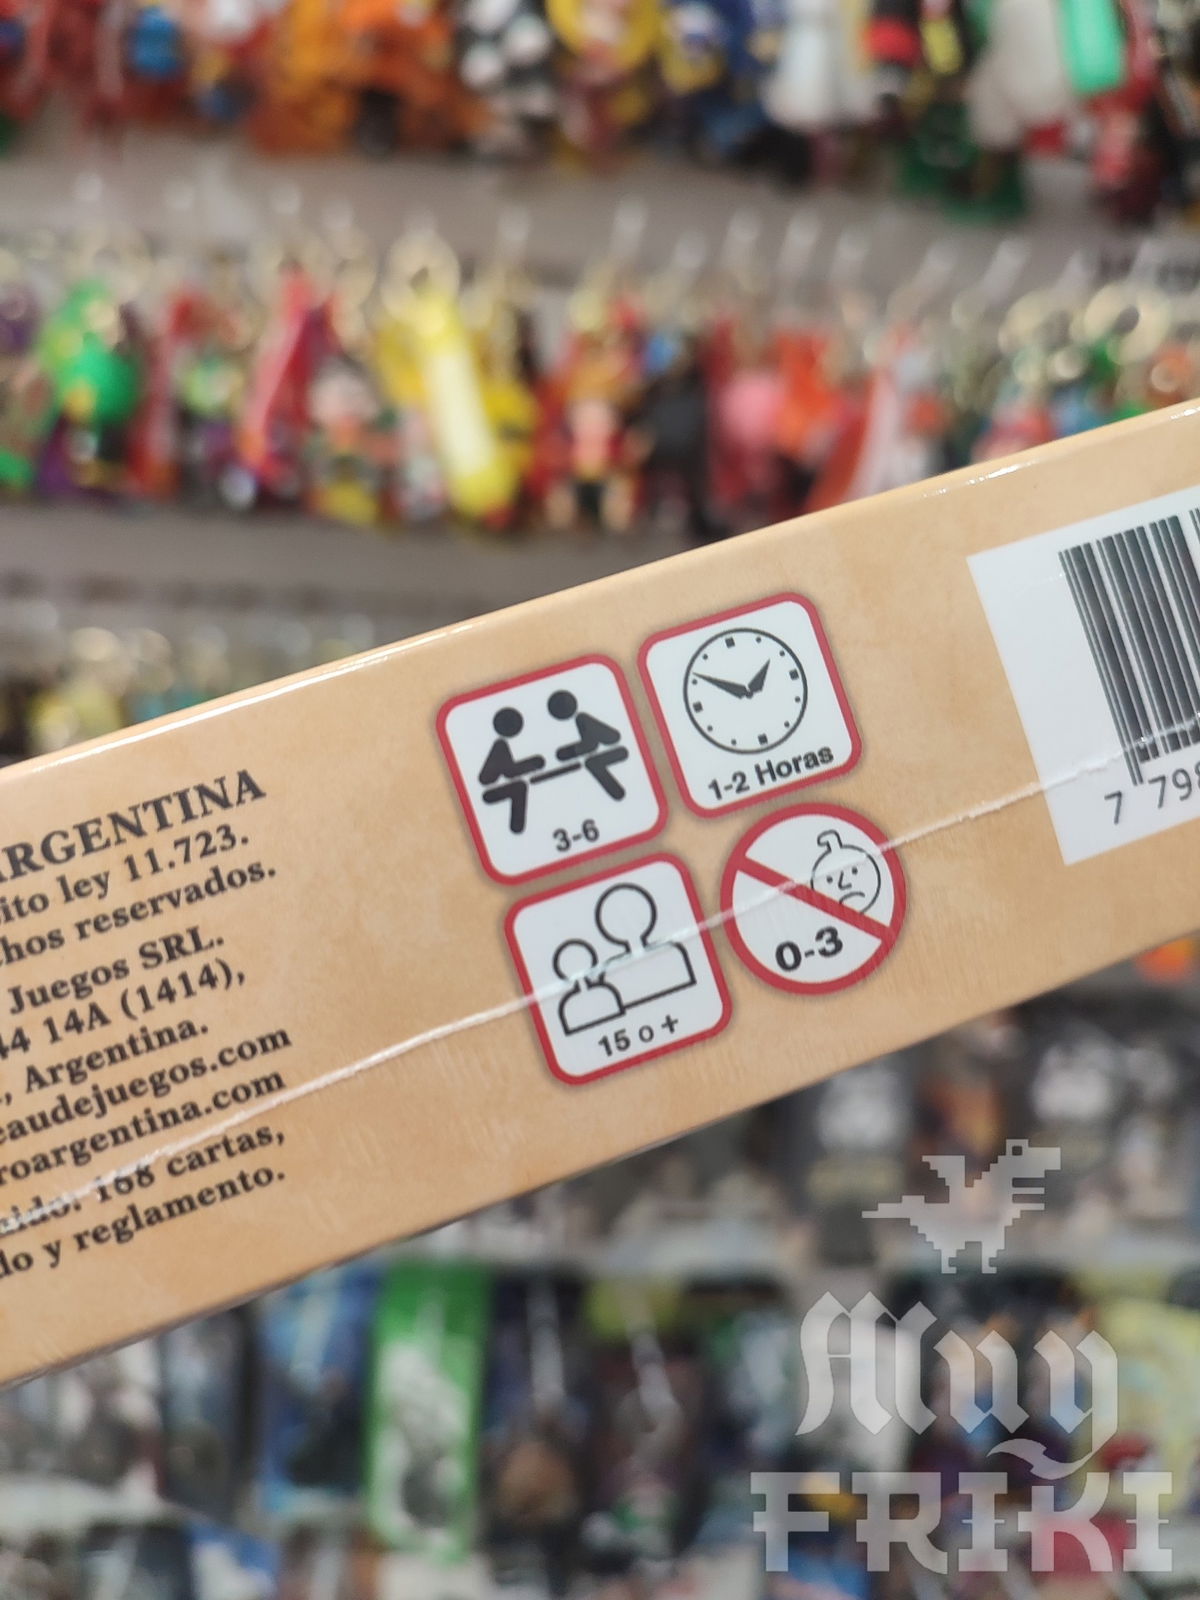 ARGENTINA
ito ley 11.723.
chos reservados.
Juegos SRL.
44 14A (1414),
Argentina.
eaudejuegos.com
roargentina.com
168 cartas,
do y reglamento.
3-6
1-2 Horas
15 o +
0-3
7 798
Muy
FRIKI